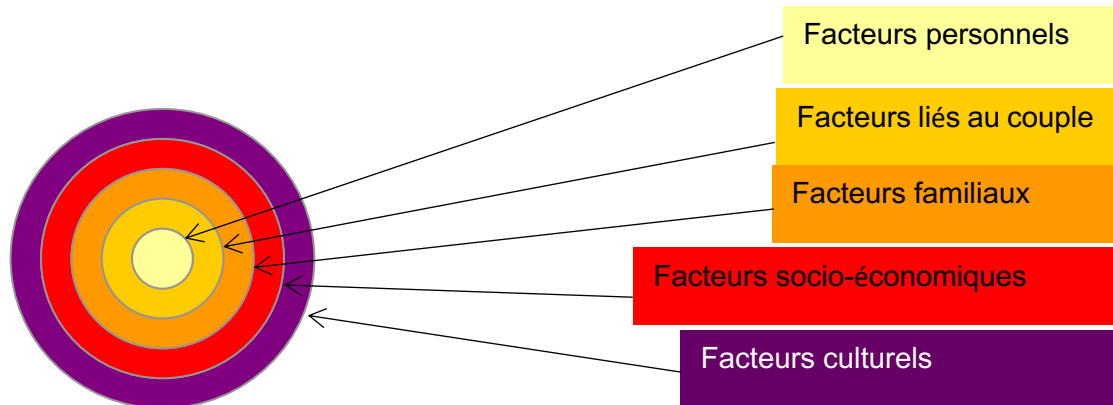 Facteurs personnels
Facteurs liés au couple
Facteurs familiaux
Facteurs socio-économiques
Facteurs culturels